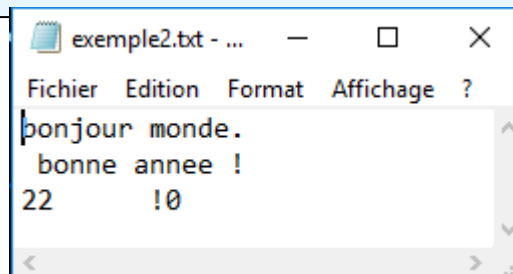 exemple2.txt - ...
Fichier Edition Format Affichage ?
bonjour monde.
 bonne annee !
22      !0